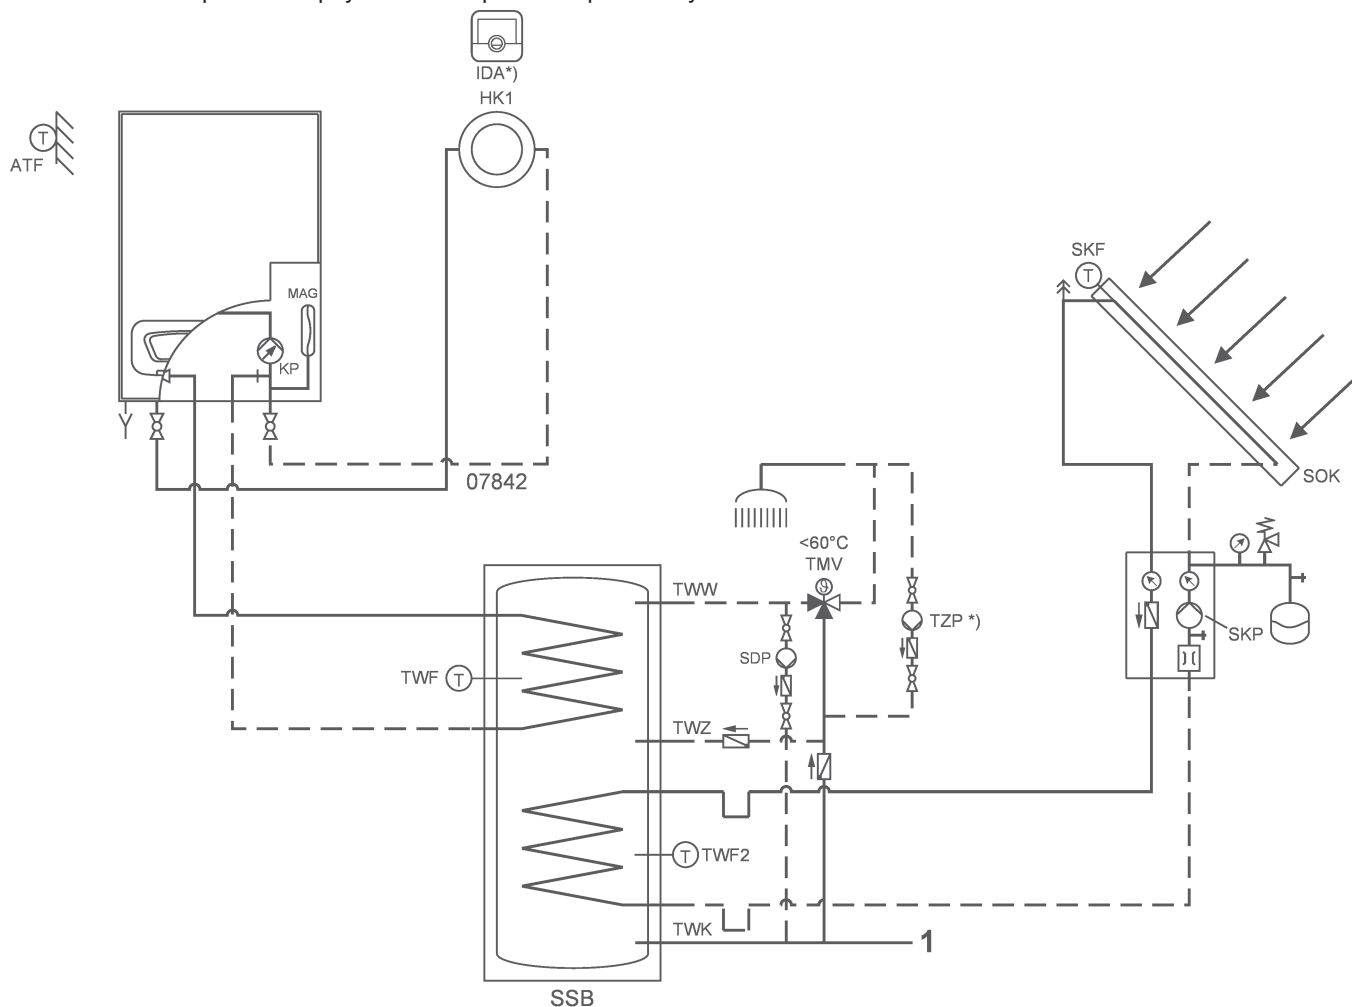 IDA*)
HK1
T
ATF
MAG
KP
07842
SKF
T
SOK
<60°C
TMV
TWW
TZP *)
SDP
SKP
TWF T
TWZ
T TWF2
TWK
1
SSB